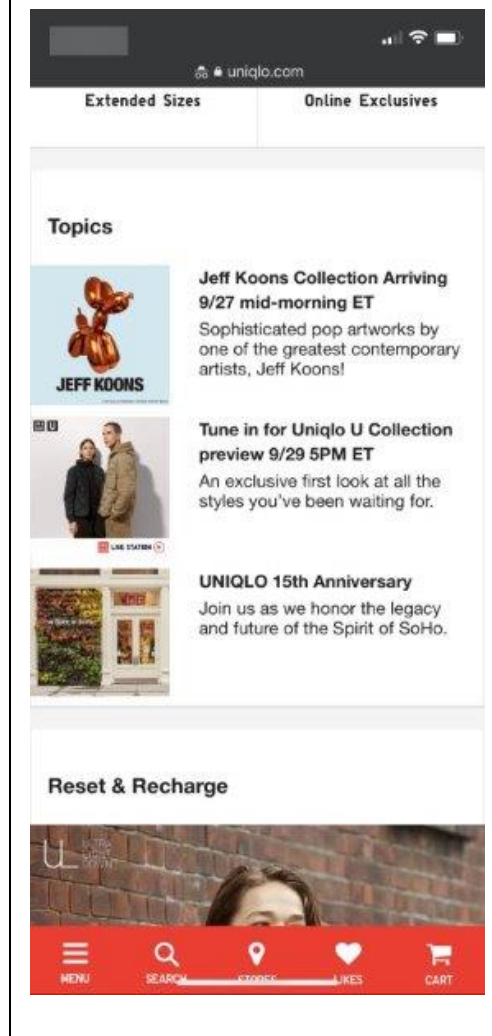 uniqlo.com
Extended Sizes
Online Exclusives
Topics
Jeff Koons Collection Arriving
9/27 mid-morning ET
Sophisticated pop artworks by
one of the greatest contemporary
artists, Jeff Koons!
JEFF KOONS
Tune in for Uniqlo U Collection
preview 9/29 5PM ET
An exclusive first look at all the
styles you've been waiting for.
LIVE STATION
UNIQLO 15th Anniversary
Join us as we honor the legacy
and future of the Spirit of SoHo.
Reset & Recharge
MENU
SEARCH
STORES
LIKES
CART